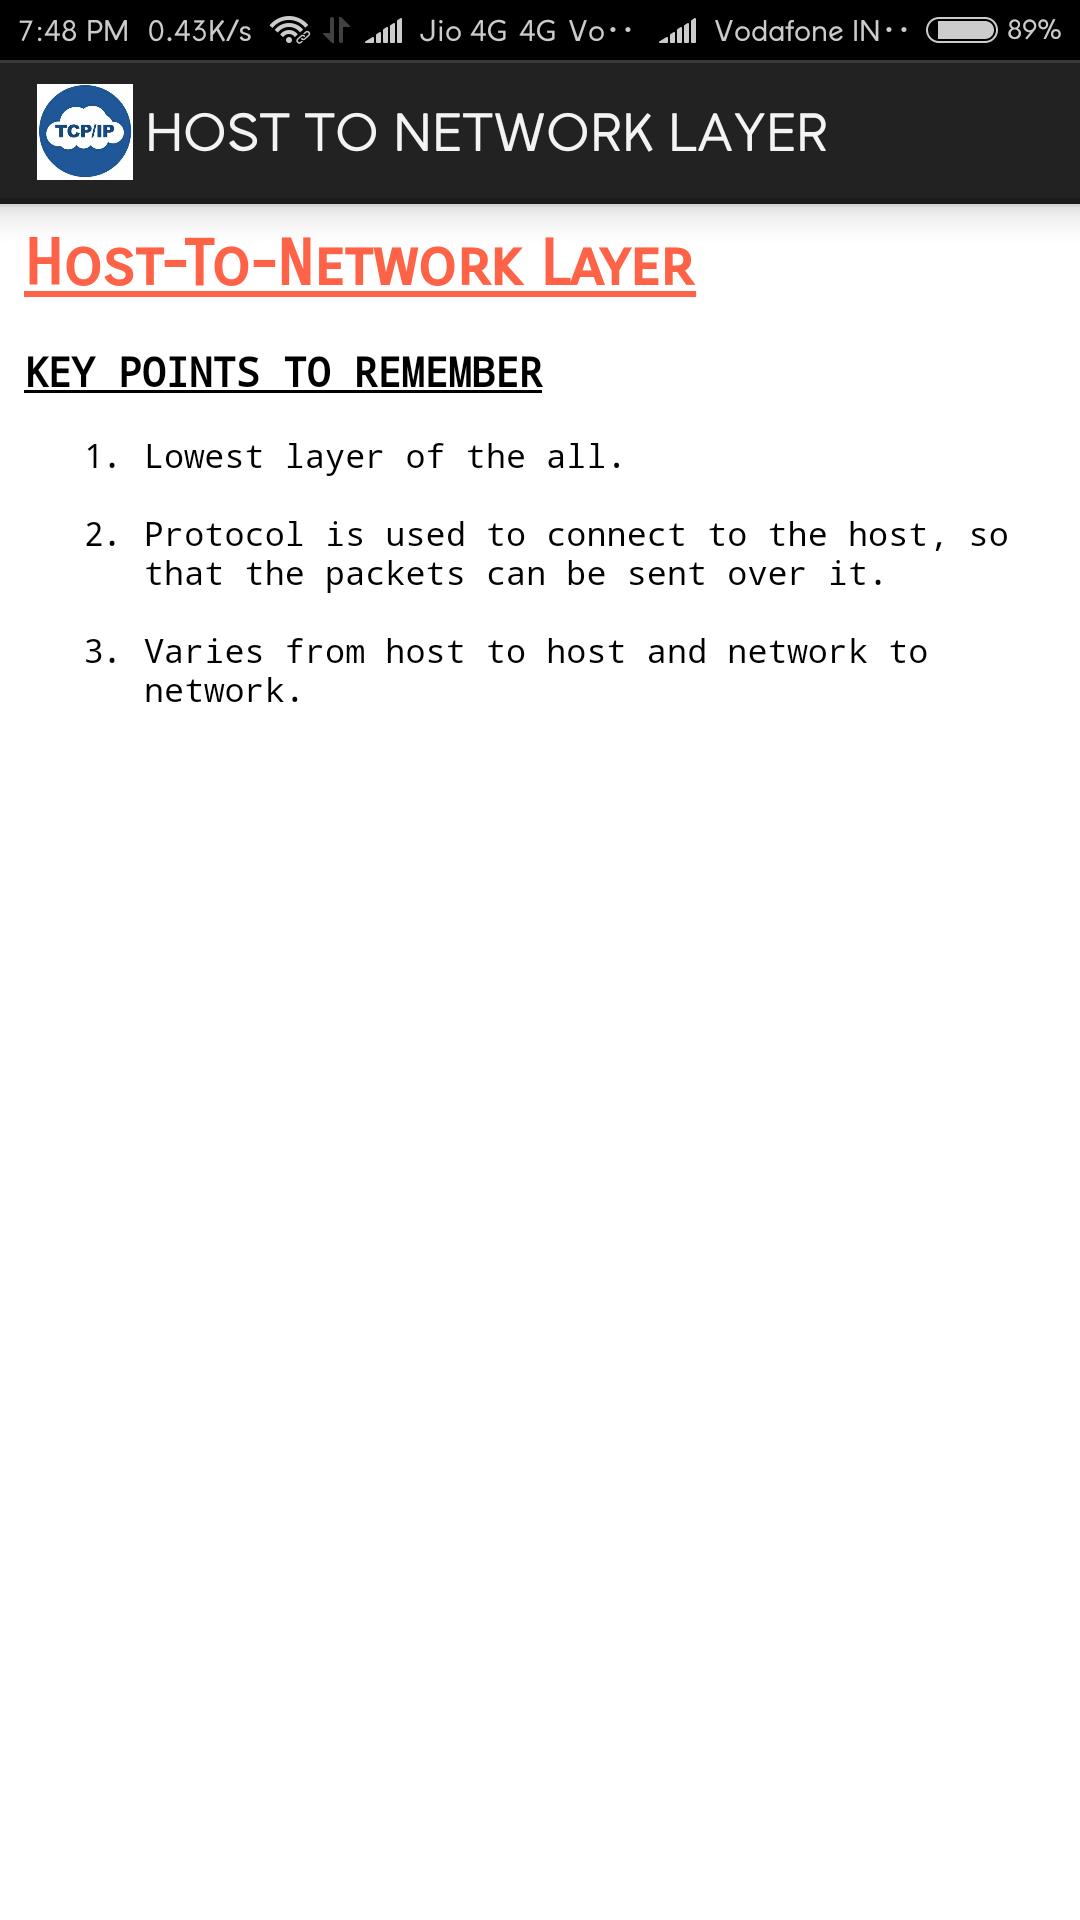 7:48 PM 0.43K/s Jio 4G 4G Vo·· Vodafone IN·· 89%
TCP/IP HOST TO NETWORK LAYER
Host-To-Network Layer
KEY POINTS TO REMEMBER
1. Lowest layer of the all.
2. Protocol is used to connect to the host, so
that the packets can be sent over it.
3. Varies from host to host and network to
network.